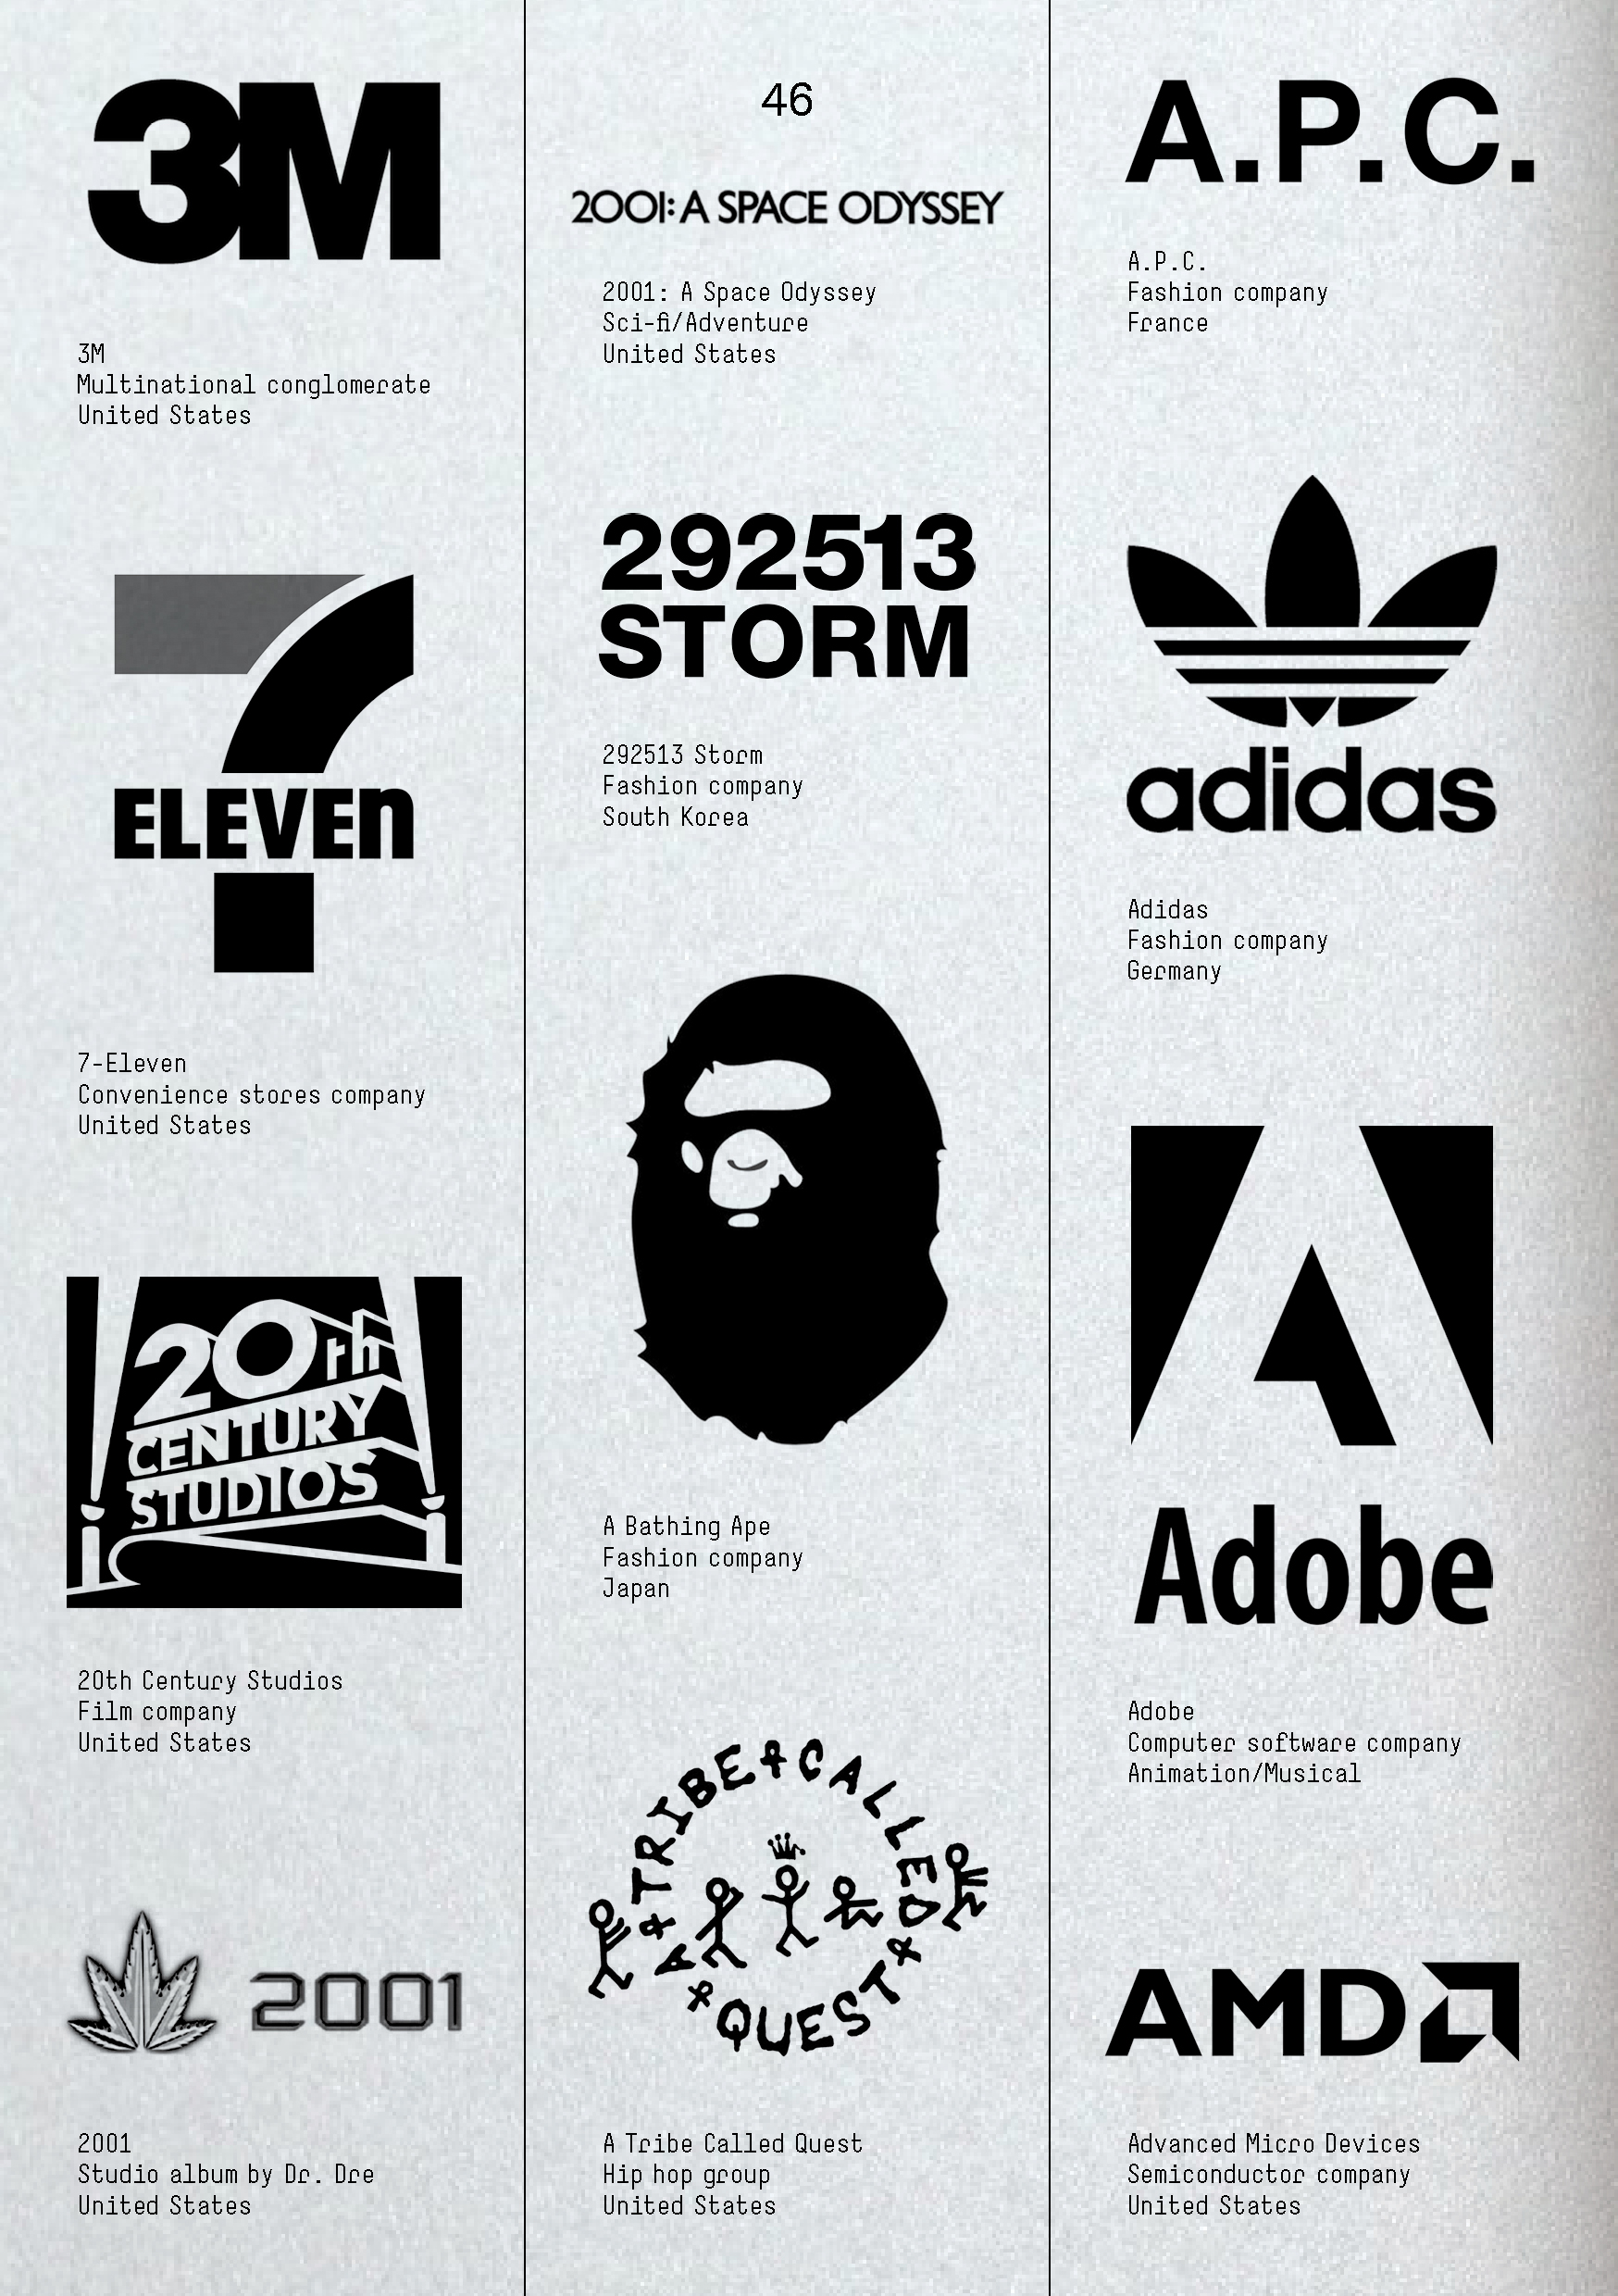 3M
3M
Multinational conglomerate
United States
7
ELEVEn
7-Eleven
Convenience stores company
United States
20th
CENTURY
STUDIOS
20th Century Studios
Film company
United States
2001
2001
Studio album by Dr. Dre
United States
46
2001: A SPACE ODYSSEY
2001: A Space Odyssey
Sci-fi/Adventure
United States
292513
STORM
292513 Storm
Fashion company
South Korea
A Bathing Ape
Fashion company
Japan
A TRIBE CALLED QUEST
A Tribe Called Quest
Hip hop group
United States
A.P.C.
A.P.C.
Fashion company
France
adidas
Adidas
Fashion company
Germany
Adobe
Adobe
Computer software company
Animation/Musical
AMD
Advanced Micro Devices
Semiconductor company
United States